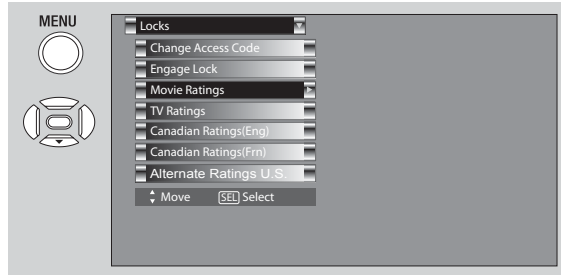 MENU
Locks
Change Access Code
Engage Lock
Movie Ratings
TV Ratings
Canadian Ratings(Eng)
Canadian Ratings(Frn)
Alternate Ratings U.S.
Move SEL Select